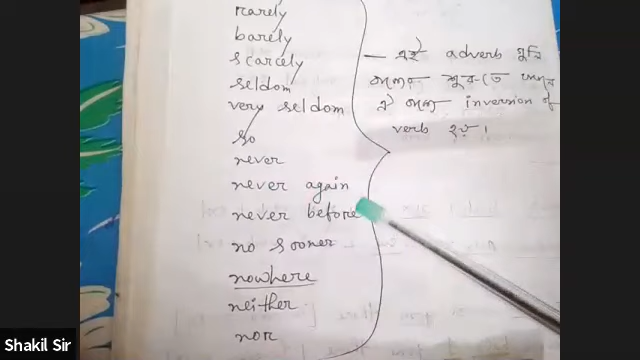 rarely
barely
scarcely
seldom
very seldom
so
never
never again
never before
no sooner
nowhere
neither
nor
— এই adverb গুলি
বাক্যের শুরুতে
ঐ বাক্যে inversion of
verb হয়।
Shakil Sir